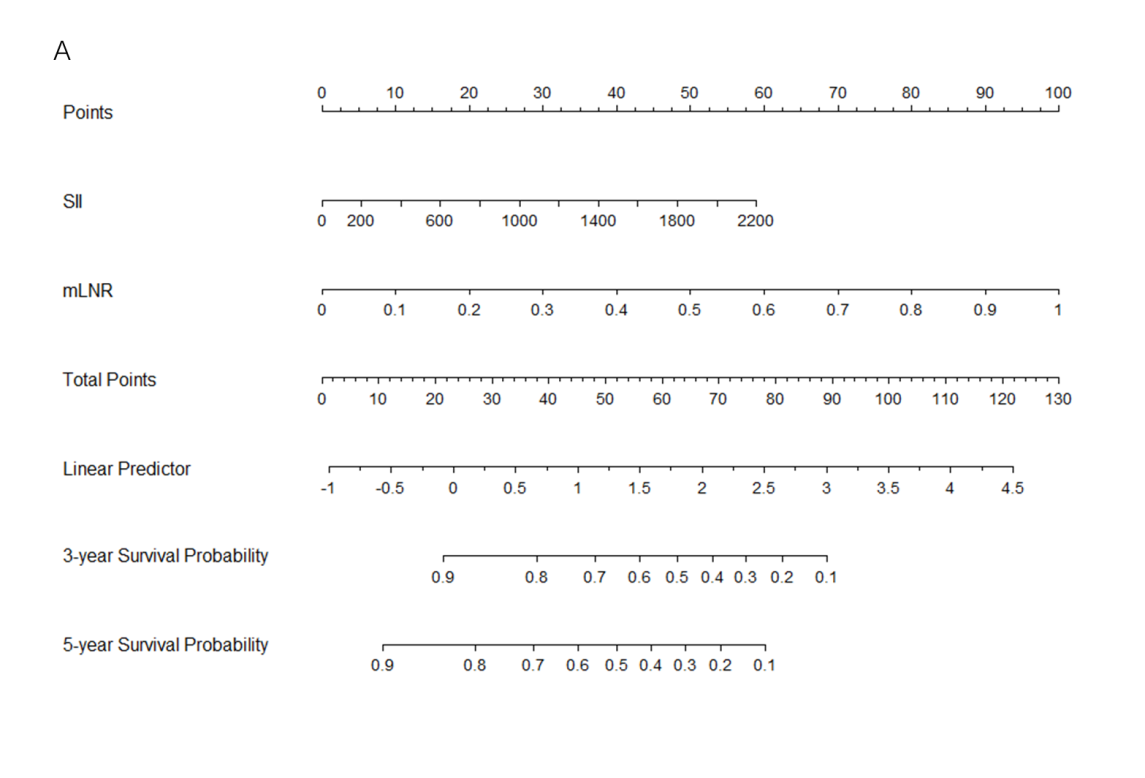 A
0 10 20 30 40 50 60 70 80 90 100
Points
SII
0 200 600 1000 1400 1800 2200
mLNR
0 0.1 0.2 0.3 0.4 0.5 0.6 0.7 0.8 0.9 1
Total Points
0 10 20 30 40 50 60 70 80 90 100 110 120 130
Linear Predictor
-1 -0.5 0 0.5 1 1.5 2 2.5 3 3.5 4 4.5
3-year Survival Probability
0.9 0.8 0.7 0.6 0.5 0.4 0.3 0.2 0.1
5-year Survival Probability
0.9 0.8 0.7 0.6 0.5 0.4 0.3 0.2 0.1